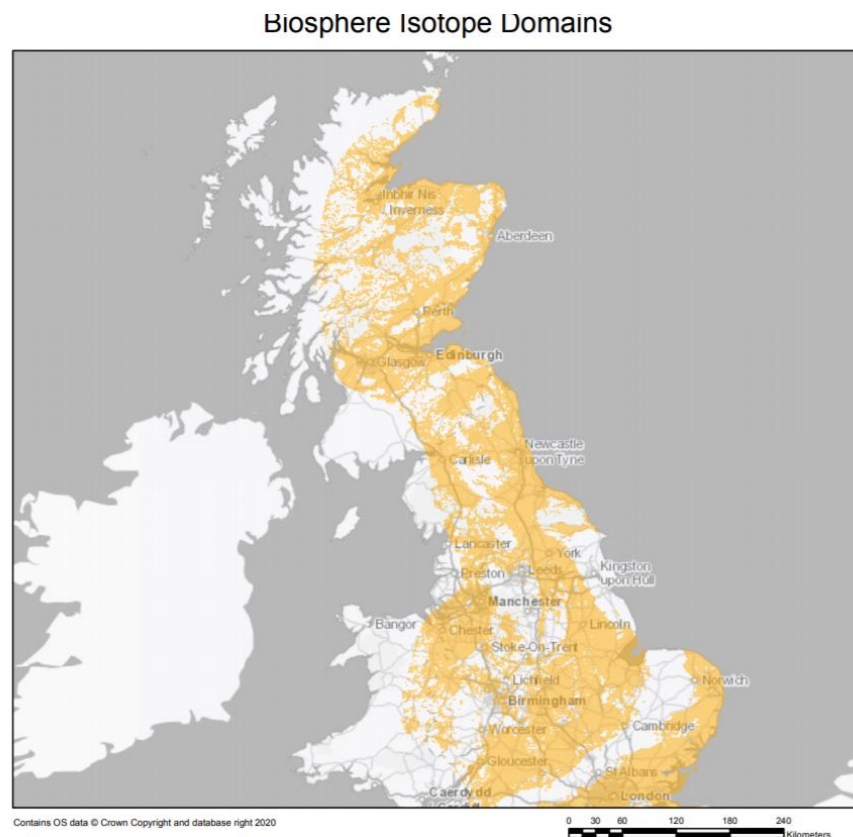 Biosphere Isotope Domains
Inbhir Nis
Inverness
Aberdeen
Perth
Edinburgh
Glasgow
Newcastle
upon Tyne
Carlisle
Lancaster
York
Preston
Leeds
Kingston
upon Hull
Manchester
Bangor
Chester
Lincoln
Stoke-On-Trent
Lichfield
Norwich
Birmingham
Worcester
Cambridge
Gloucester
St Albans
Caerdydd
Cardiff
London
Contains OS data © Crown Copyright and database right 2020
0 30 60 120 180 240
Kilometers